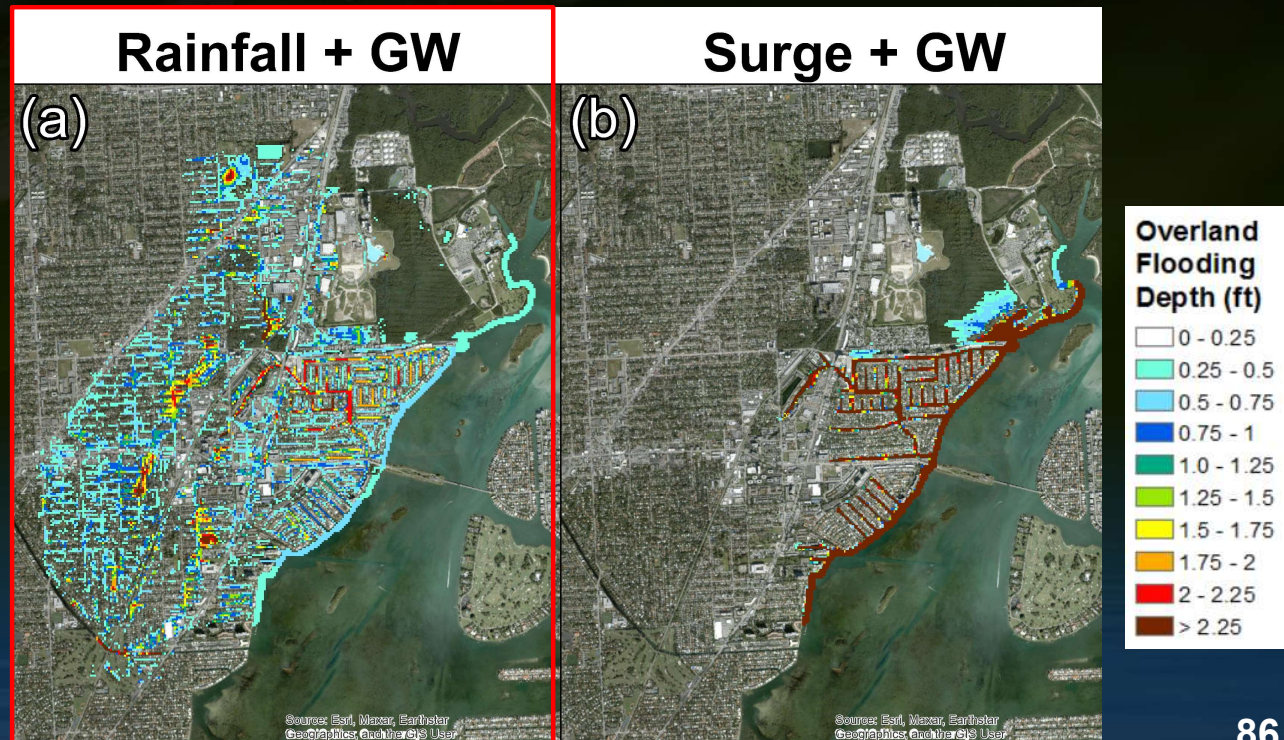 Rainfall + GW
Surge + GW
(a)
(b)
Overland
Flooding
Depth (ft)
0 - 0.25
0.25 - 0.5
0.5 - 0.75
0.75 - 1
1.0 - 1.25
1.25 - 1.5
1.5 - 1.75
1.75 - 2
2 - 2.25
> 2.25
Source: Esri, Maxar, Earthstar
Geographics, and the GIS User
Source: Esri, Maxar, Earthstar
Geographics, and the GIS User
86